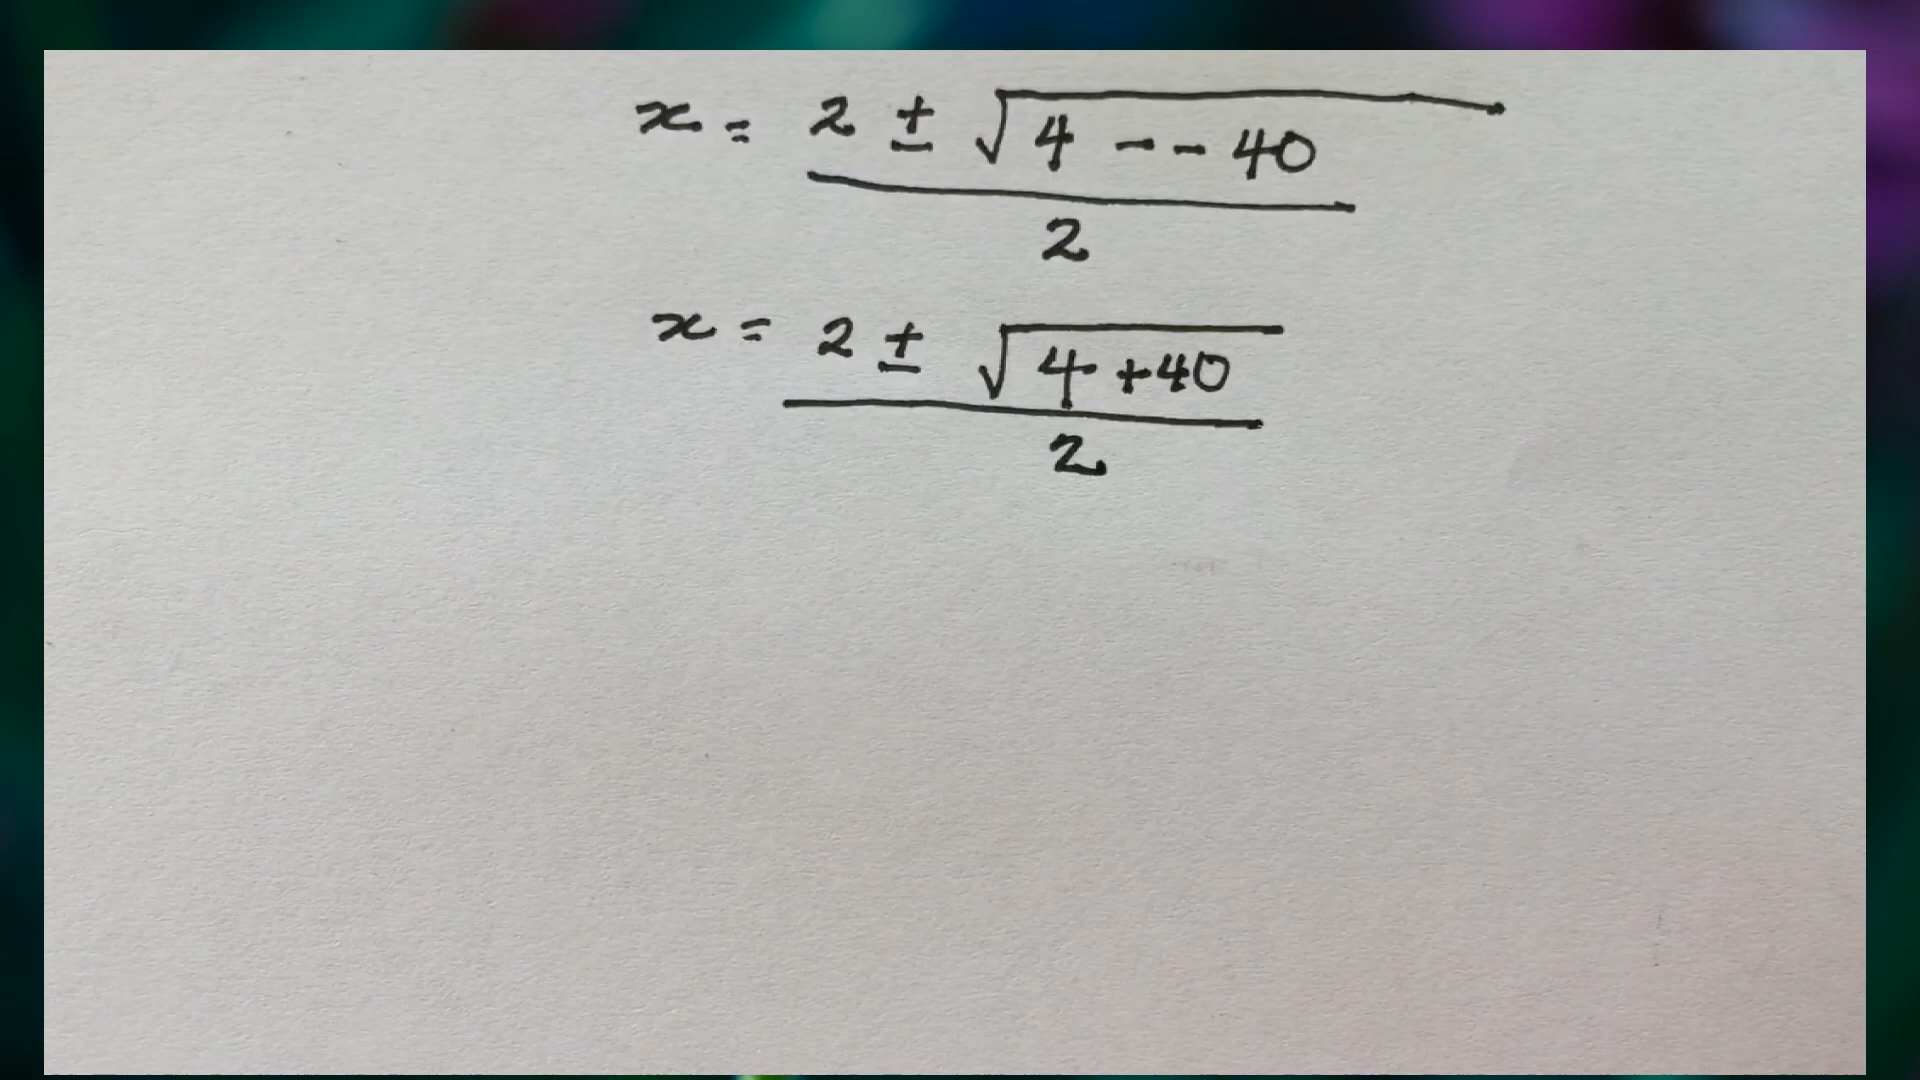 x = 2 ± √4 - - 40
2
x = 2 ± √4 + 40
2